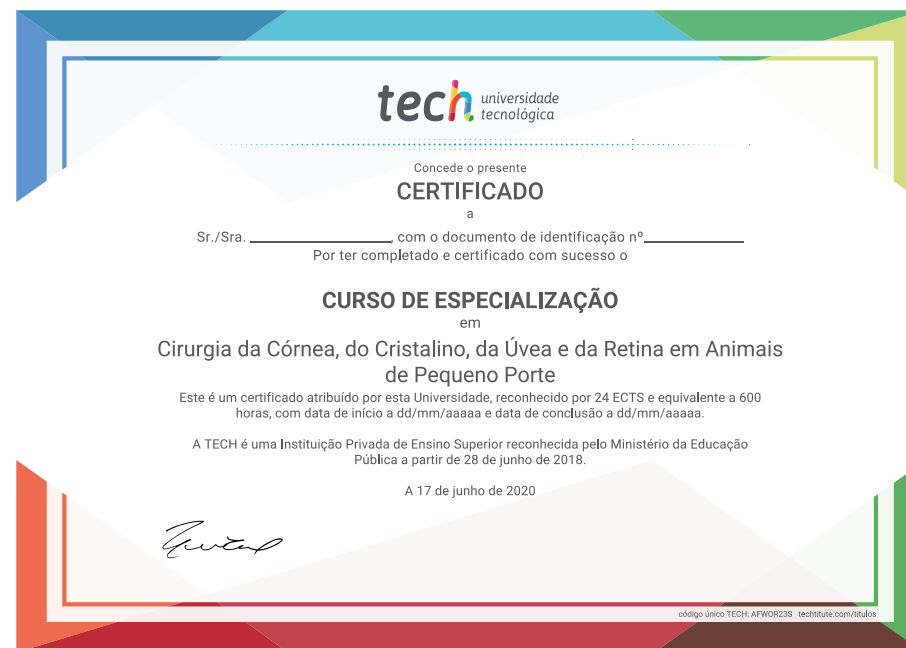 tech universidade
tecnológica
Concede o presente
CERTIFICADO
a
Sr./Sra. , com o documento de identificação nº
Por ter completado e certificado com sucesso o
CURSO DE ESPECIALIZAÇÃO
em
Cirurgia da Córnea, do Cristalino, da Úvea e da Retina em Animais
de Pequeno Porte
Este é um certificado atribuído por esta Universidade, reconhecido por 24 ECTS e equivalente a 600
horas, com data de início a dd/mm/aaaaa e data de conclusão a dd/mm/aaaaa.
A TECH é uma Instituição Privada de Ensino Superior reconhecida pelo Ministério da Educação
Pública a partir de 28 de junho de 2018.
A 17 de junho de 2020
código único TECH: AFWOR23S techtitute.com/titulos